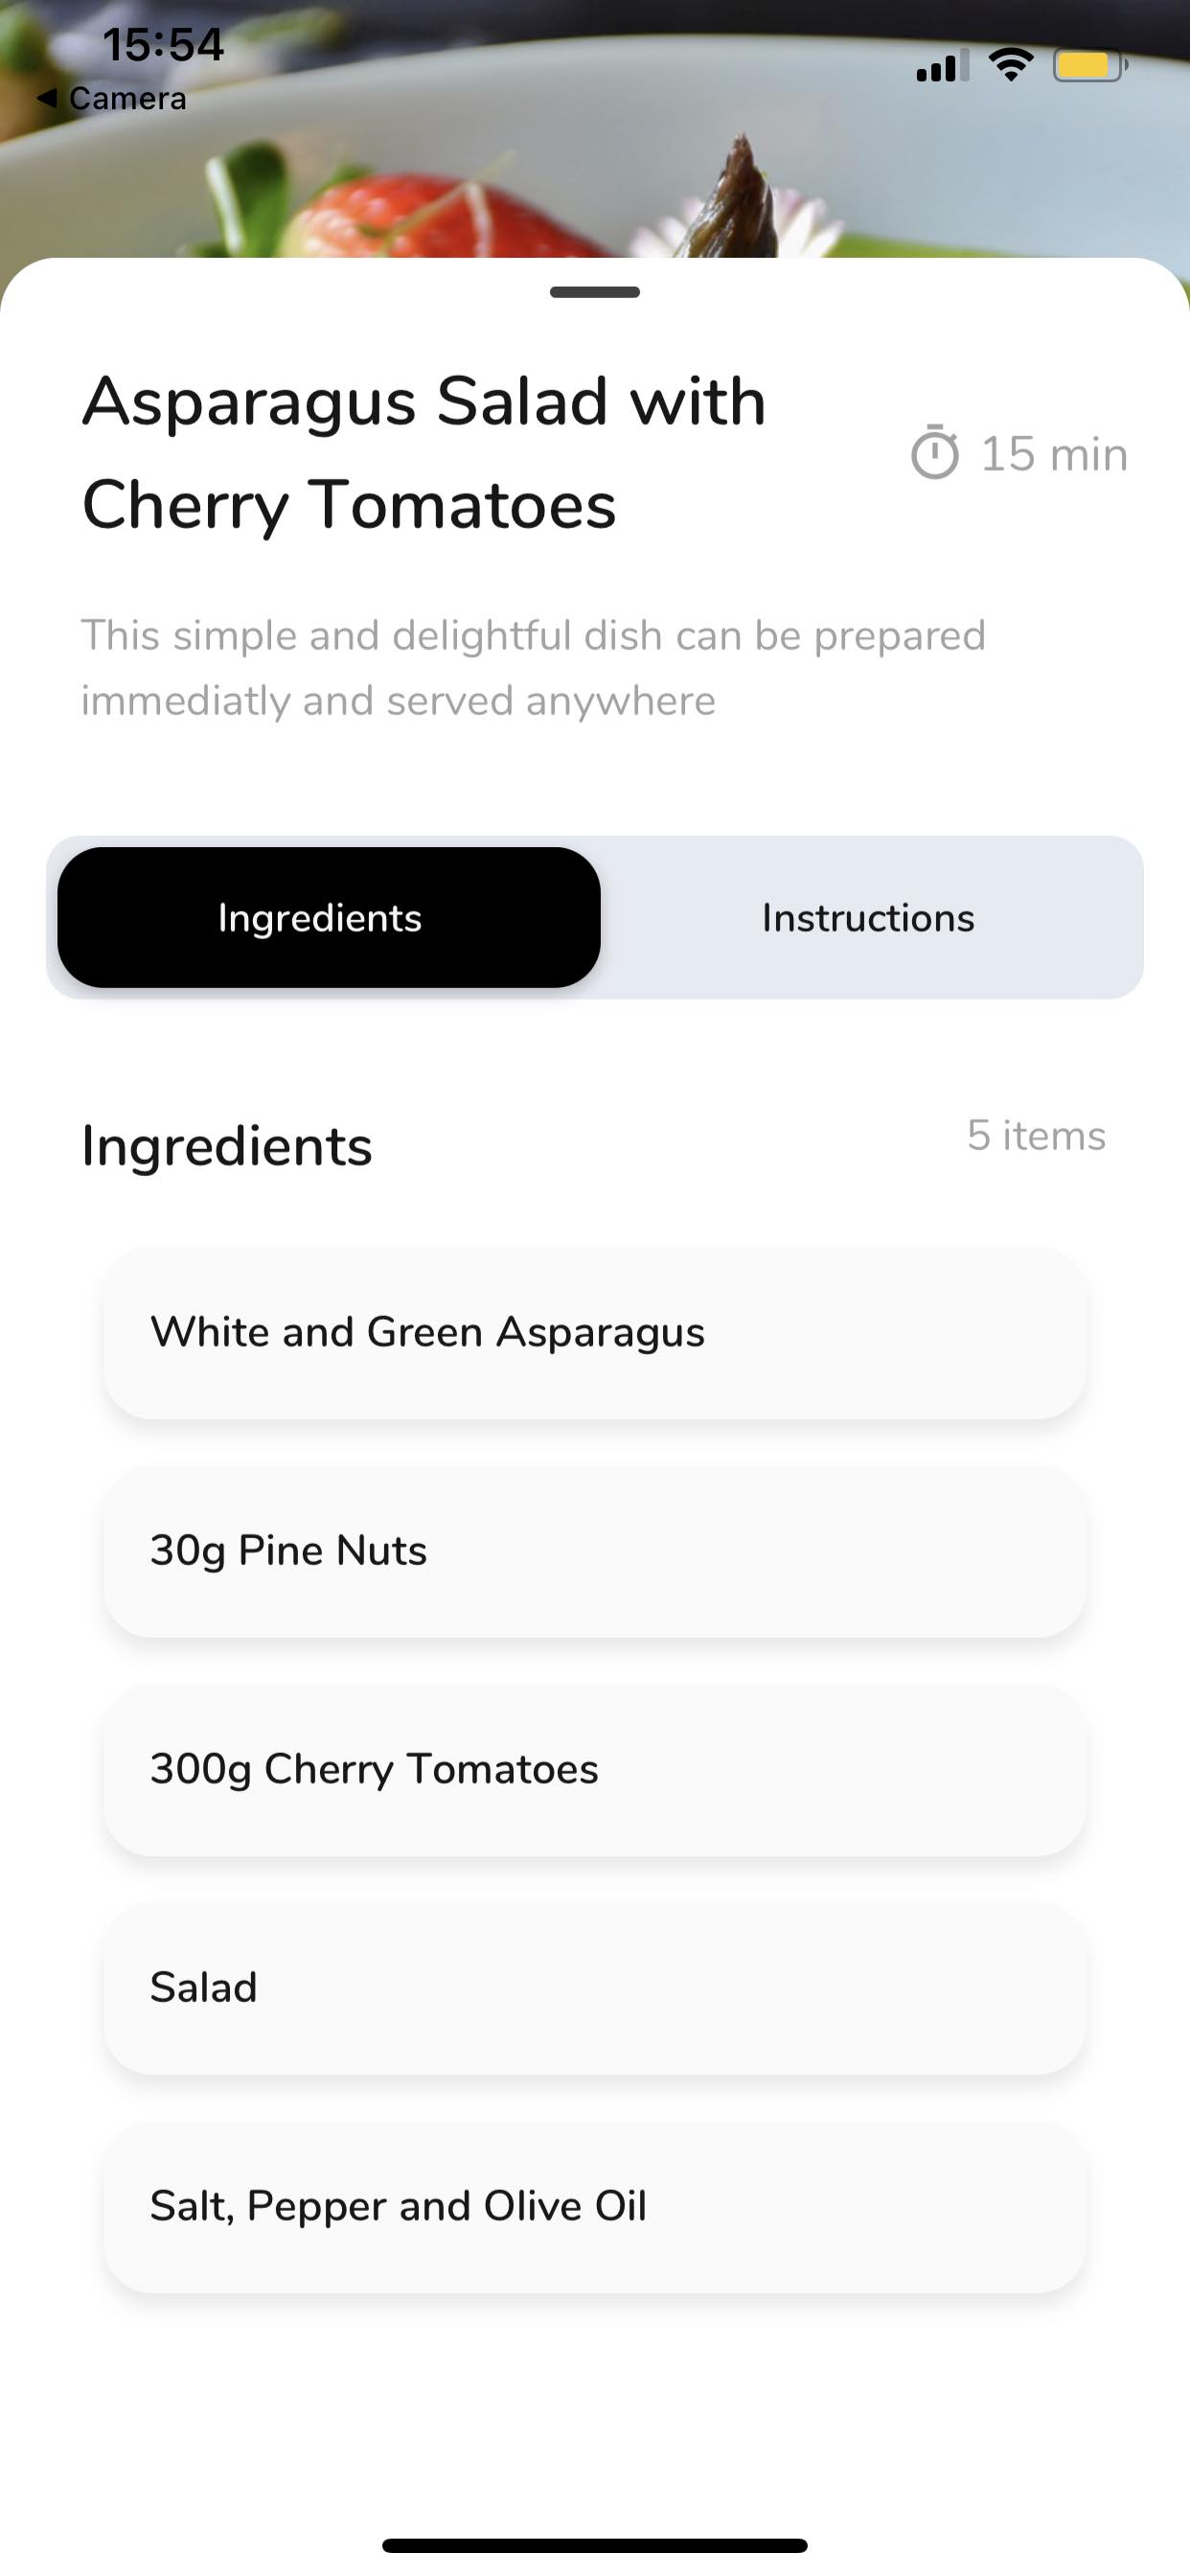 15:54
Camera
Asparagus Salad with
Cherry Tomatoes
15 min
This simple and delightful dish can be prepared
immediatly and served anywhere
Ingredients
Instructions
Ingredients
5 items
White and Green Asparagus
30g Pine Nuts
300g Cherry Tomatoes
Salad
Salt, Pepper and Olive Oil